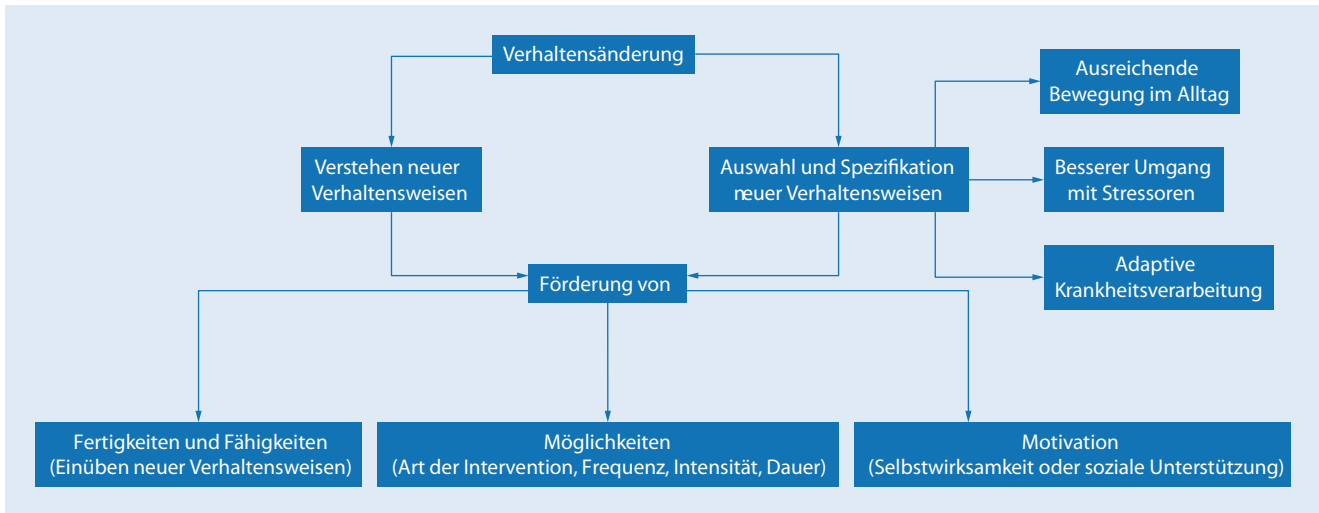 Verhaltensänderung
Ausreichende
Bewegung im Alltag
Verstehen neuer
Verhaltensweisen
Auswahl und Spezifikation
neuer Verhaltensweisen
Besserer Umgang
mit Stressoren
Adaptive
Krankheitsverarbeitung
Förderung von
Fertigkeiten und Fähigkeiten
(Einüben neuer Verhaltensweisen)
Möglichkeiten
(Art der Intervention, Frequenz, Intensität, Dauer)
Motivation
(Selbstwirksamkeit oder soziale Unterstützung)